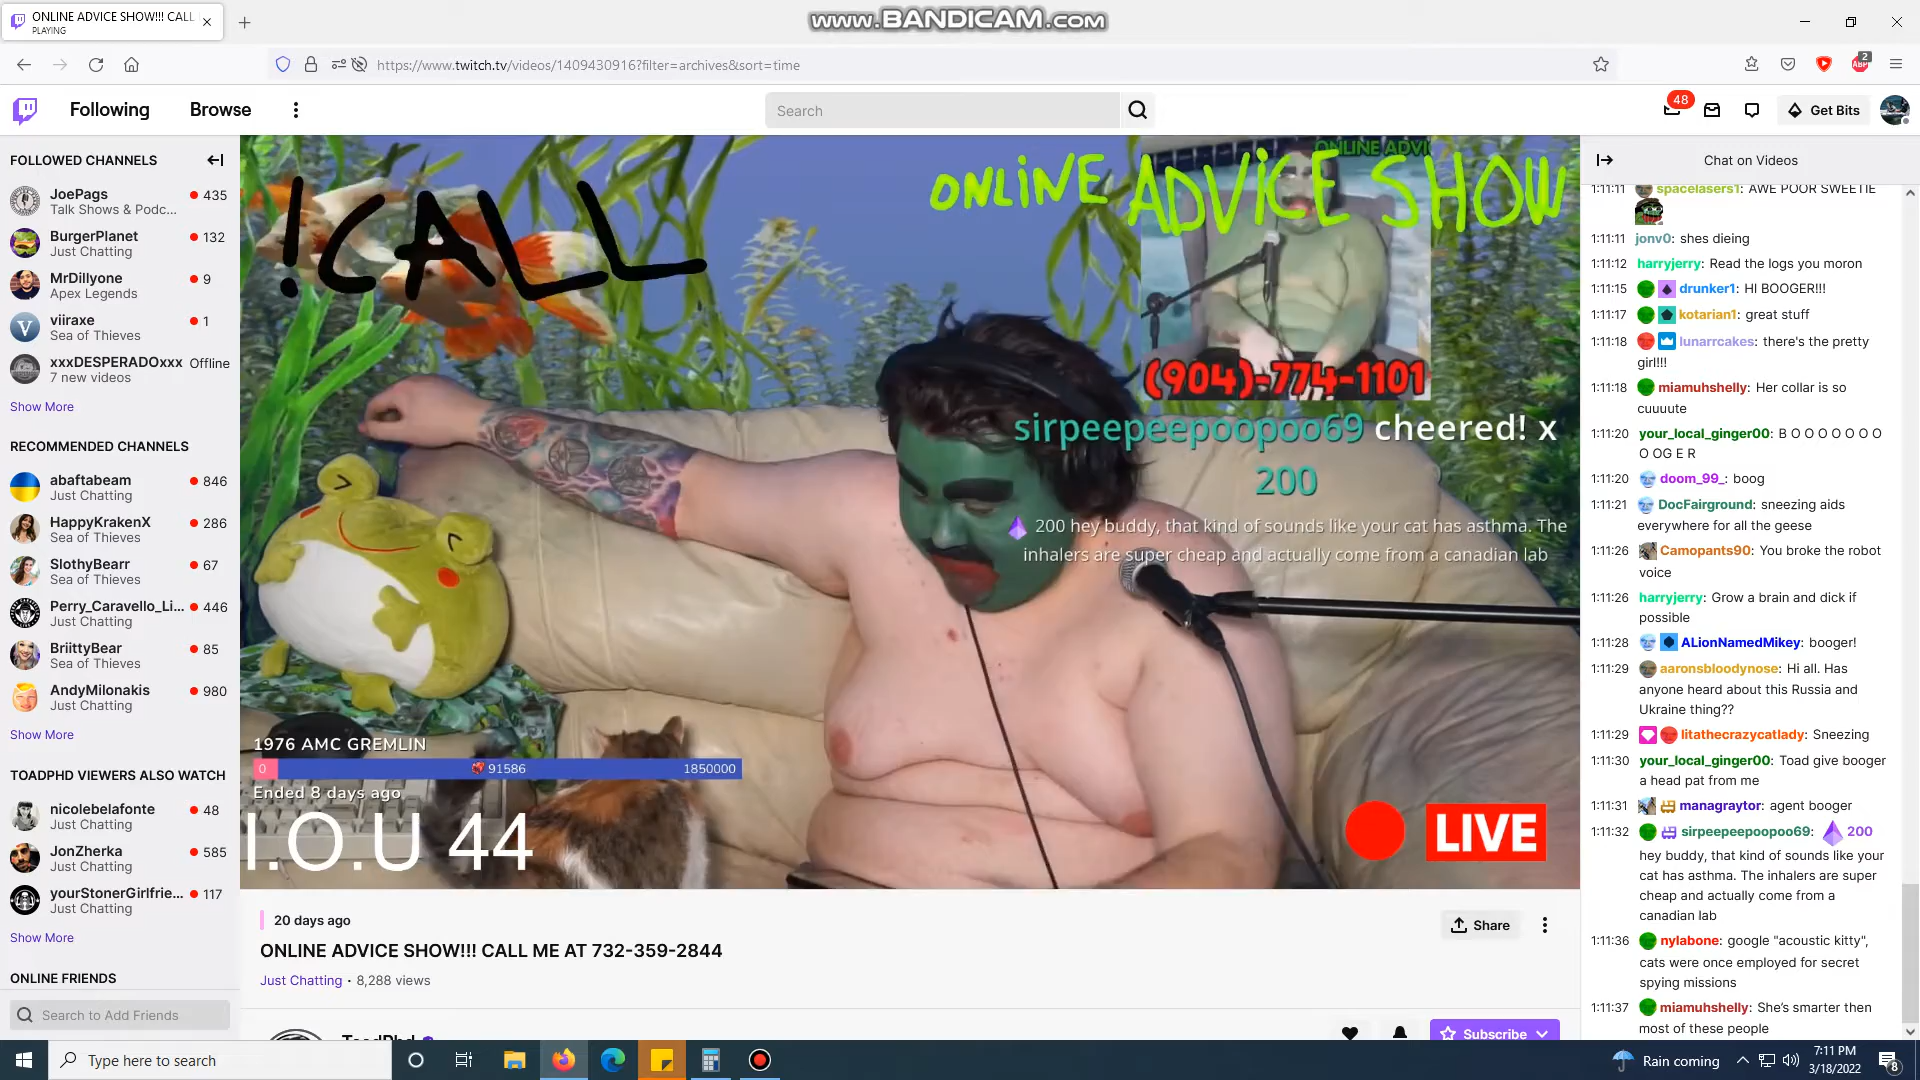 ONLINE ADVICE SHOW!!! CALL
PLAYING
www.BANDICAM.com
https://www.twitch.tv/videos/1409430916?filter=archives&sort=time
ABP
2
Following
Browse
Search
48
Get Bits
FOLLOWED CHANNELS
JoePags
435
Talk Shows & Podc...
BurgerPlanet
132
Just Chatting
MrDillyone
9
Apex Legends
viiraxe
1
Sea of Thieves
xxxDESPERADOxxx
Offline
7 new videos
Show More
RECOMMENDED CHANNELS
abaftabeam
846
Just Chatting
HappyKrakenX
286
Sea of Thieves
SlothyBearr
67
Sea of Thieves
Perry_Caravello_Li...
446
Just Chatting
BriittyBear
85
Sea of Thieves
AndyMilonakis
980
Just Chatting
Show More
TOADPHD VIEWERS ALSO WATCH
nicolebelafonte
48
Just Chatting
JonZherka
585
Just Chatting
yourStonerGirlfrie...
117
Just Chatting
Show More
ONLINE FRIENDS
Search to Add Friends
!CALL
ONLINE ADVI
ONLINE ADVICE SHOW
(904)-774-1101
sirpeepeepoopoo69 cheered! x
200
200 hey buddy, that kind of sounds like your cat has asthma. The
inhalers are super cheap and actually come from a canadian lab
1976 AMC GREMLIN
0
91586
1850000
Ended 8 days ago
I.O.U 44
LIVE
20 days ago
Share
ONLINE ADVICE SHOW!!! CALL ME AT 732-359-2844
Just Chatting • 8,288 views
ToadPhd
Subscribe
Chat on Videos
1:11:11 spacelasers1: AWE POOR SWEETIE
1:11:11 jonv0: shes dieing
1:11:12 harryjerry: Read the logs you moron
1:11:15 drunker1: HI BOOGER!!!
1:11:17 kotarian1: great stuff
1:11:18 lunarrcakes: there's the pretty
girl!!!
1:11:18 miamuhshelly: Her collar is so
cuuuute
1:11:20 your_local_ginger00: B O O O O O O O
O OG E R
1:11:20 doom_99_: boog
1:11:21 DocFairground: sneezing aids
everywhere for all the geese
1:11:26 Camopants90: You broke the robot
voice
1:11:26 harryjerry: Grow a brain and dick if
possible
1:11:28 ALionNamedMikey: booger!
1:11:29 aaronsbloodynose: Hi all. Has
anyone heard about this Russia and
Ukraine thing??
1:11:29 litathecrazycatlady: Sneezing
1:11:30 your_local_ginger00: Toad give booger
a head pat from me
1:11:31 managraytor: agent booger
1:11:32 sirpeepeepoopoo69: 200
hey buddy, that kind of sounds like your
cat has asthma. The inhalers are super
cheap and actually come from a
canadian lab
1:11:36 nylabone: google "acoustic kitty",
cats were once employed for secret
spying missions
1:11:37 miamuhshelly: She's smarter then
most of these people
Type here to search
Rain coming
7:11 PM
3/18/2022
8